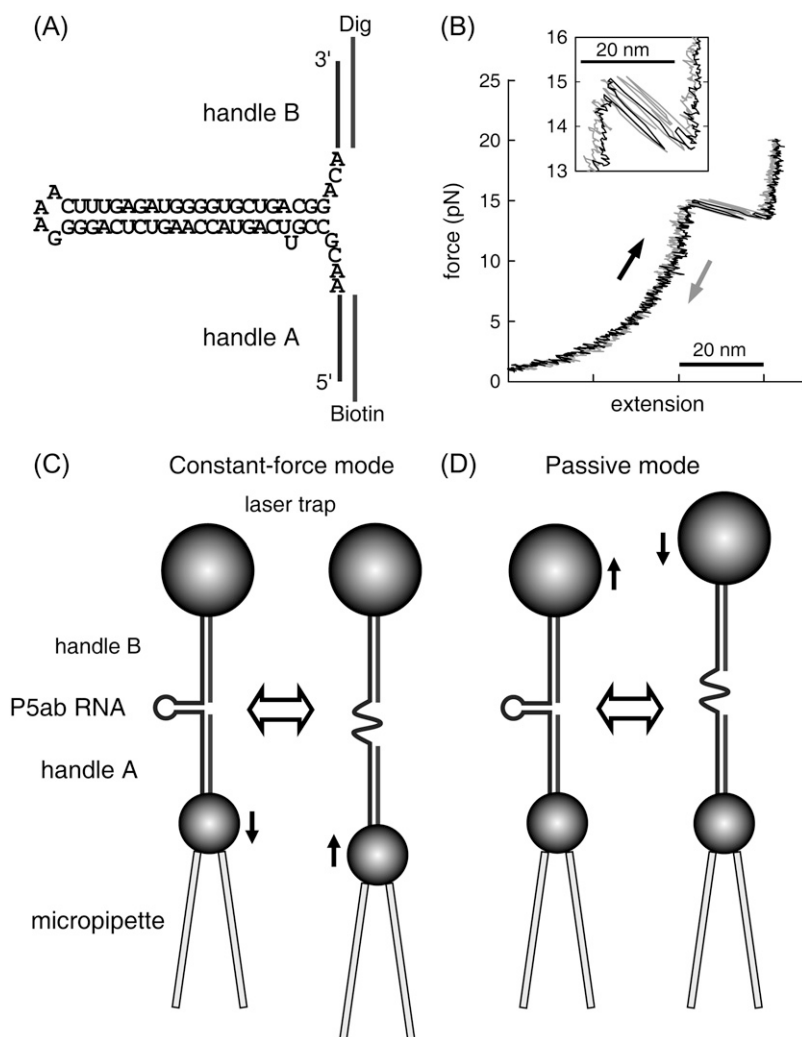 (A)
Dig
3'
handle B
A
C
A
A
A
A
G
CUUUGAGAUGGGGUGCUGACGG
GGGACUCUGAACCAUGACUGCC
U
G
C
A
A
handle A
5'
Biotin
(B)
16
15
14
13
20 nm
25
20
15
10
5
0
force (pN)
20 nm
extension
(C)
Constant-force mode
laser trap
handle B
P5ab RNA
handle A
micropipette
(D)
Passive mode